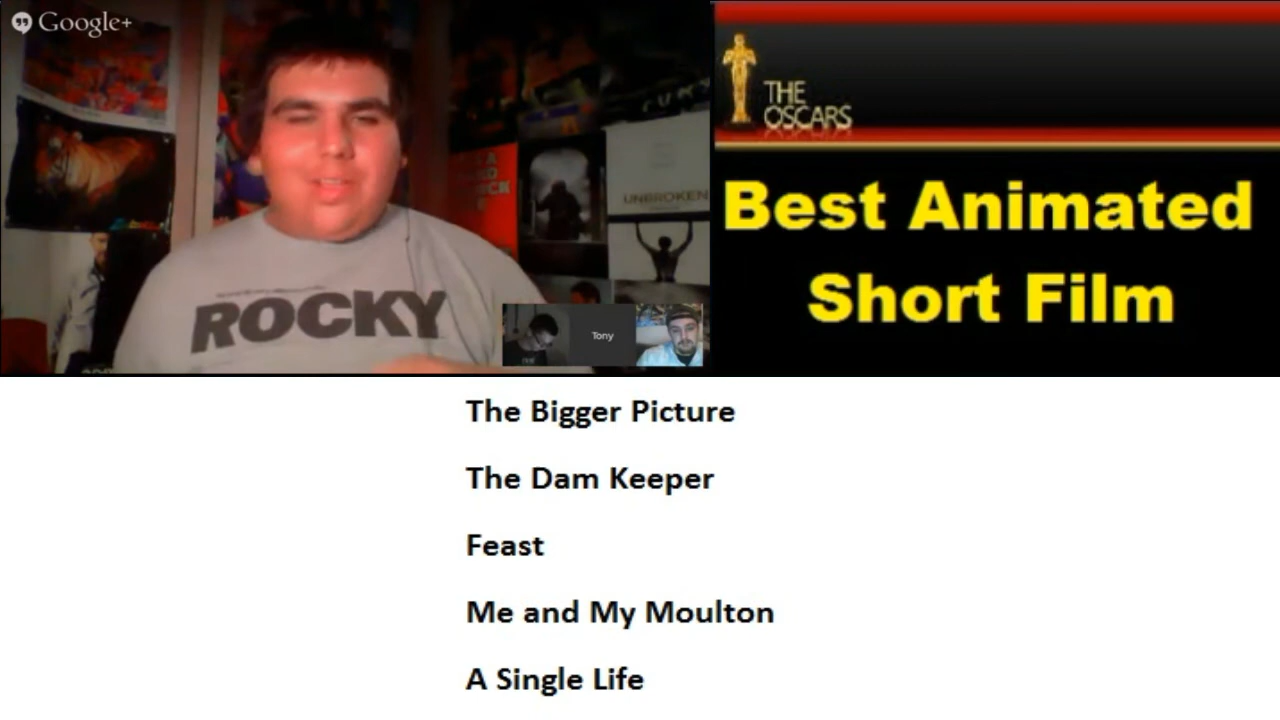 Google+
UNBROKEN
ROCKY
Tony
THE
OSCARS
Best Animated
Short Film
The Bigger Picture
The Dam Keeper
Feast
Me and My Moulton
A Single Life